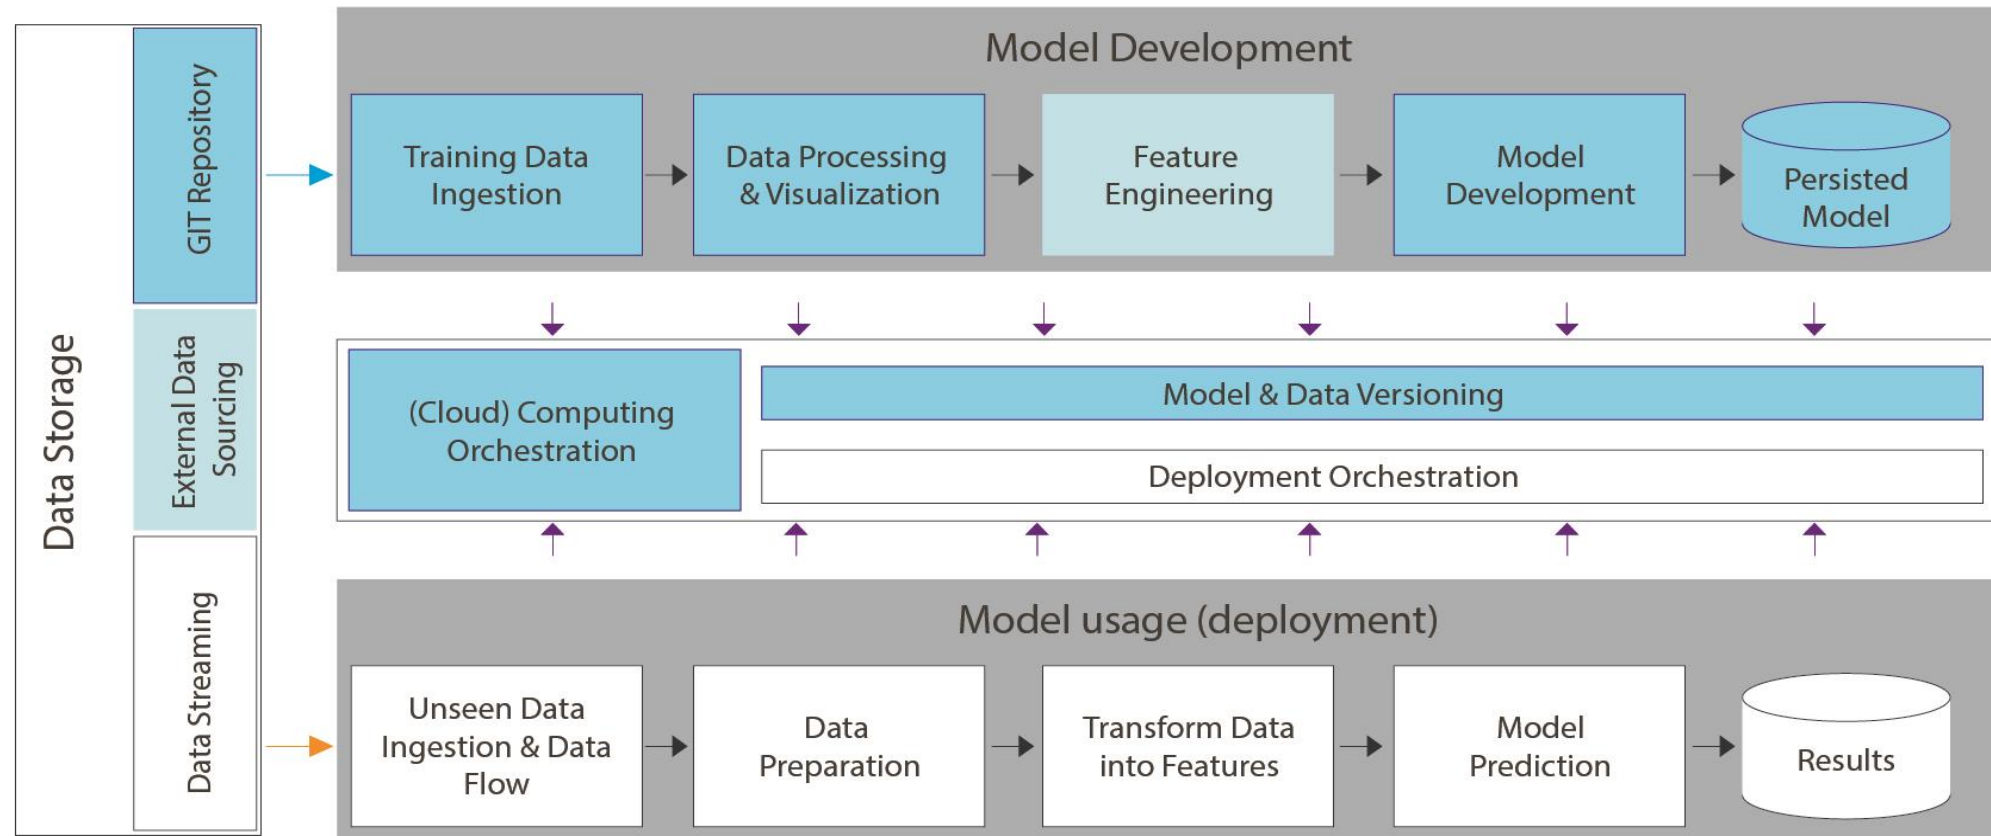 Data Storage
GIT Repository
External Data
Sourcing
Data Streaming
Model Development
Training Data
Ingestion
Data Processing
& Visualization
Feature
Engineering
Model
Development
Persisted
Model
(Cloud) Computing
Orchestration
Model & Data Versioning
Deployment Orchestration
Model usage (deployment)
Unseen Data
Ingestion & Data
Flow
Data
Preparation
Transform Data
into Features
Model
Prediction
Results